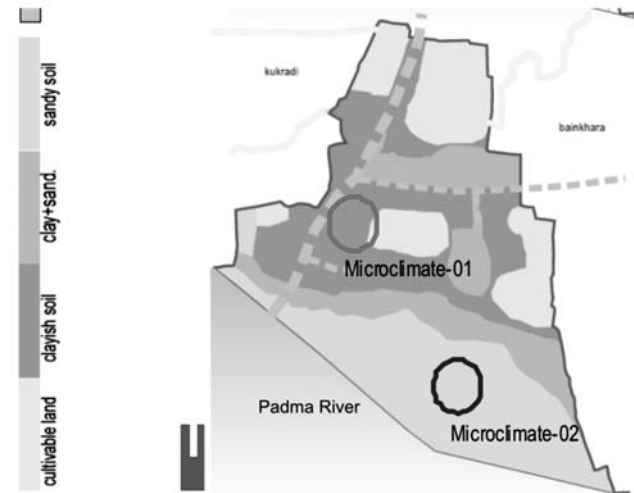 sandy soil
clay+sand.
clayish soil
cultivable land
kukradi
bainkhara
Microclimate-01
Padma River
Microclimate-02